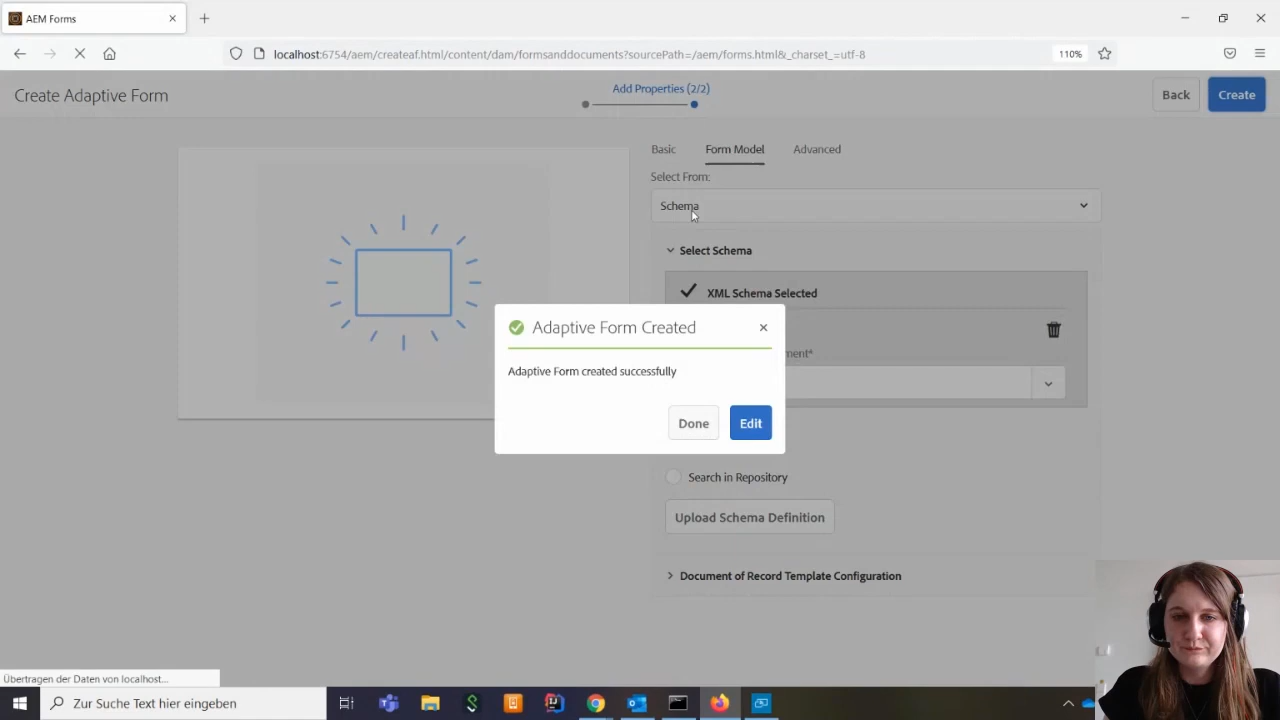 AEM Forms
localhost:6754/aem/createaf.html/content/dam/formsanddocuments?sourcePath=/aem/forms.html&_charset_=utf-8
110%
Create Adaptive Form
Add Properties (2/2)
Back
Create
Basic
Form Model
Advanced
Select From:
Schema
Select Schema
XML Schema Selected
Adaptive Form Created
ment*
Adaptive Form created successfully
Done
Edit
Search in Repository
Upload Schema Definition
Document of Record Template Configuration
Übertragen der Daten von localhost...
Zur Suche Text hier eingeben